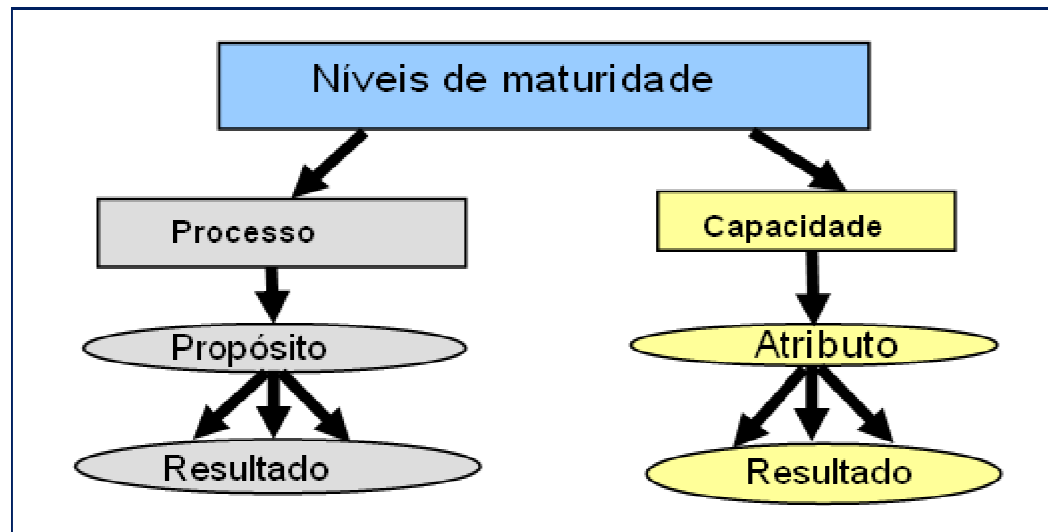 Níveis de maturidade
Processo
Capacidade
Propósito
Atributo
Resultado
Resultado